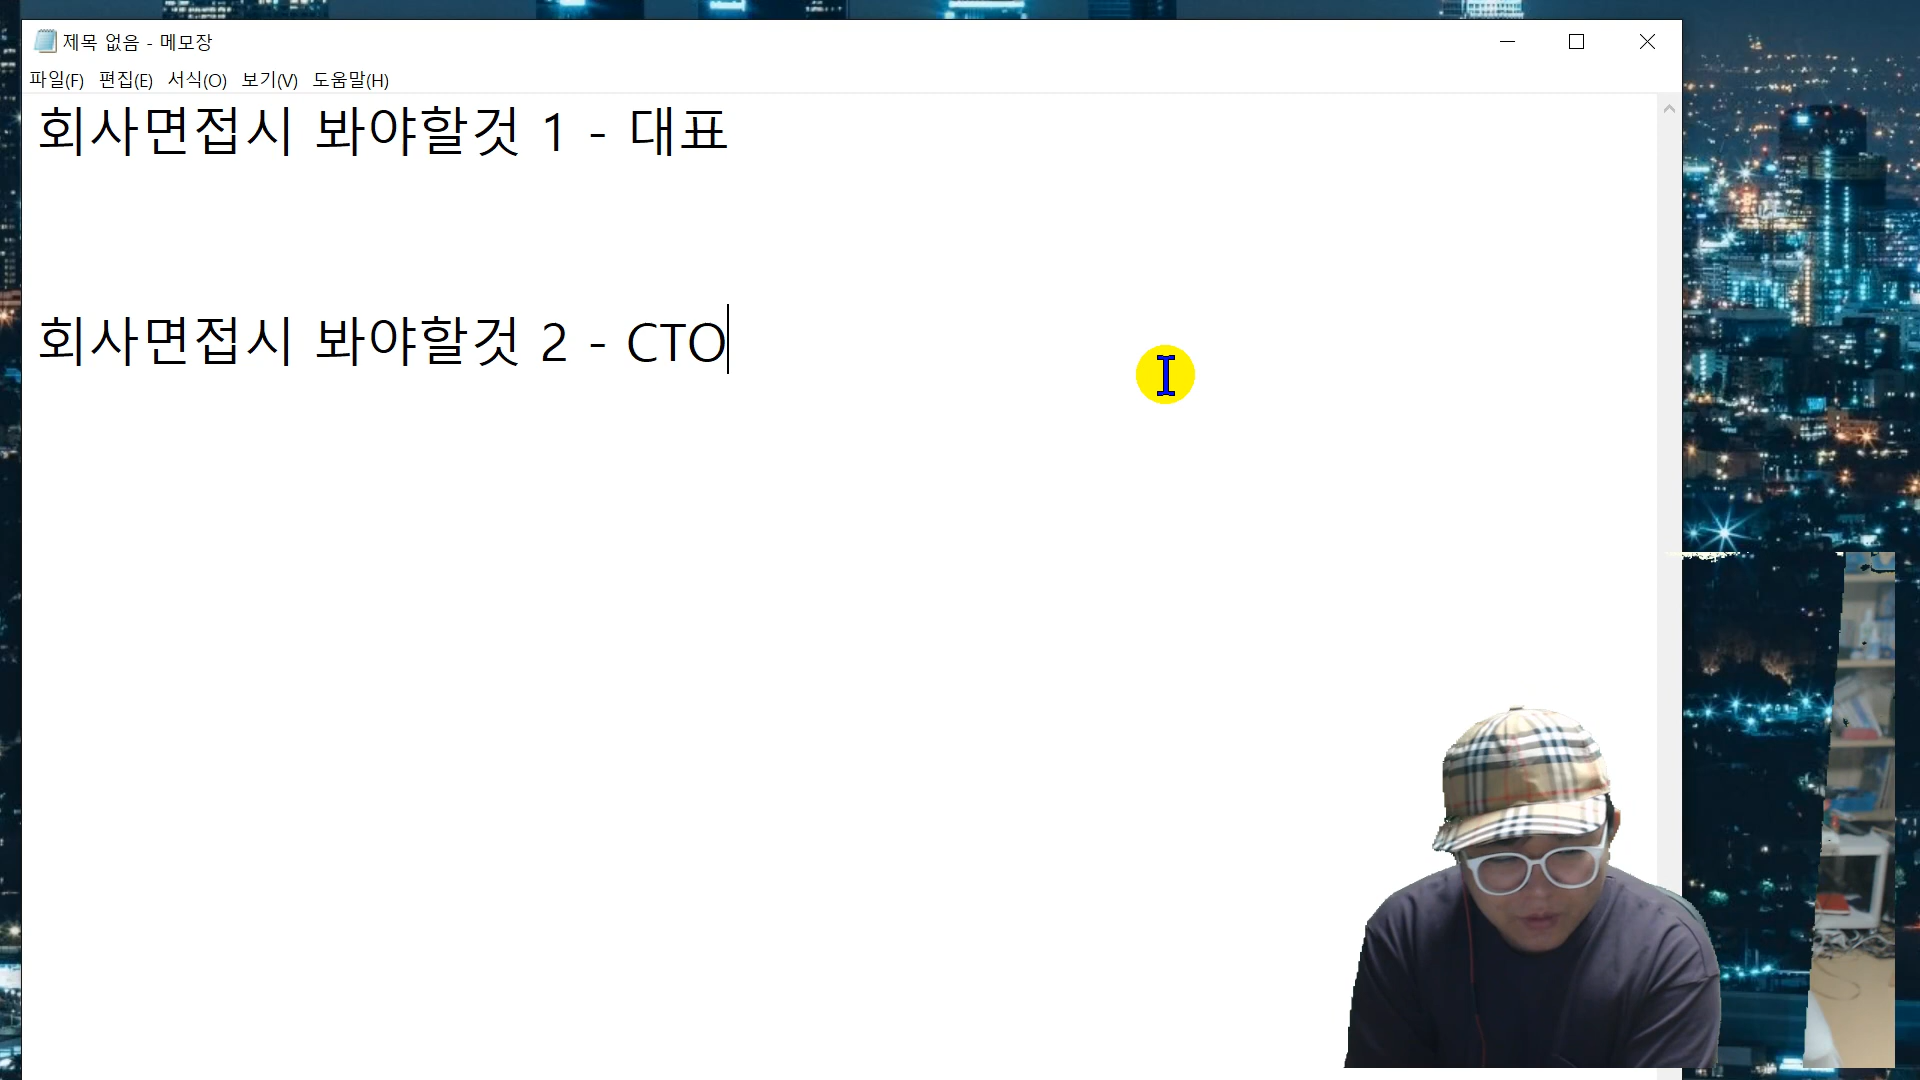 제목 없음 - 메모장
파일(F) 편집(E) 서식(O) 보기(V) 도움말(H)
회사면접시 봐야할것 1 - 대표
회사면접시 봐야할것 2 - CTO